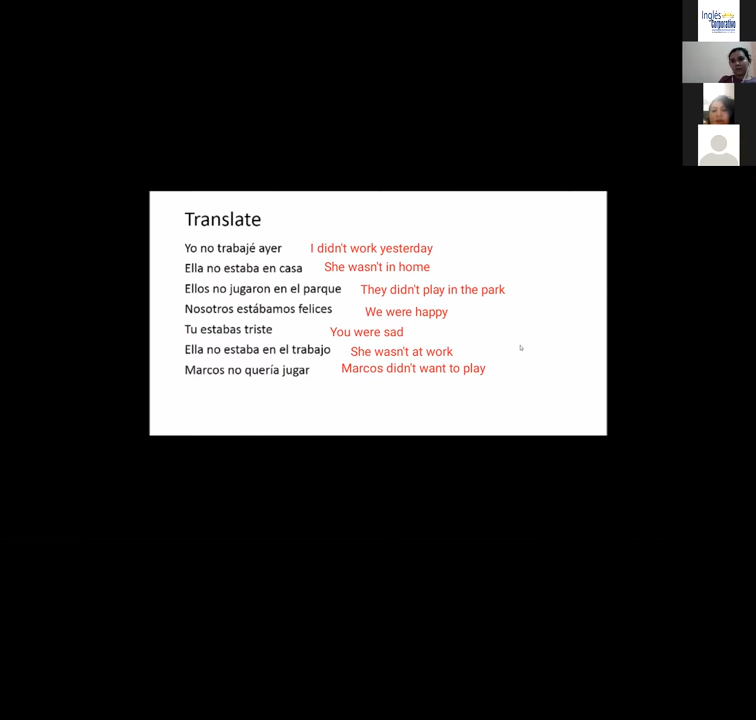 Inglés
Corporativo
Translate
Yo no trabajé ayer I didn't work yesterday
Ella no estaba en casa She wasn't in home
Ellos no jugaron en el parque They didn't play in the park
Nosotros estábamos felices We were happy
Tu estabas triste You were sad
Ella no estaba en el trabajo She wasn't at work
Marcos no quería jugar Marcos didn't want to play